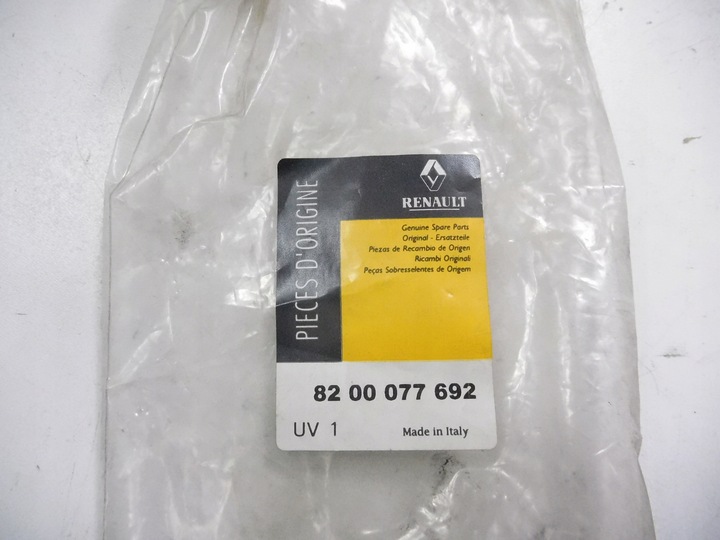 PIECES D'ORIGINE
RENAULT
Genuine Spare Parts
Original - Ersatzteile
Piezas de Recambio de Origen
Ricambi Originali
Peças Sobresselentes de Origem
82 00 077 692
UV 1
Made in Italy